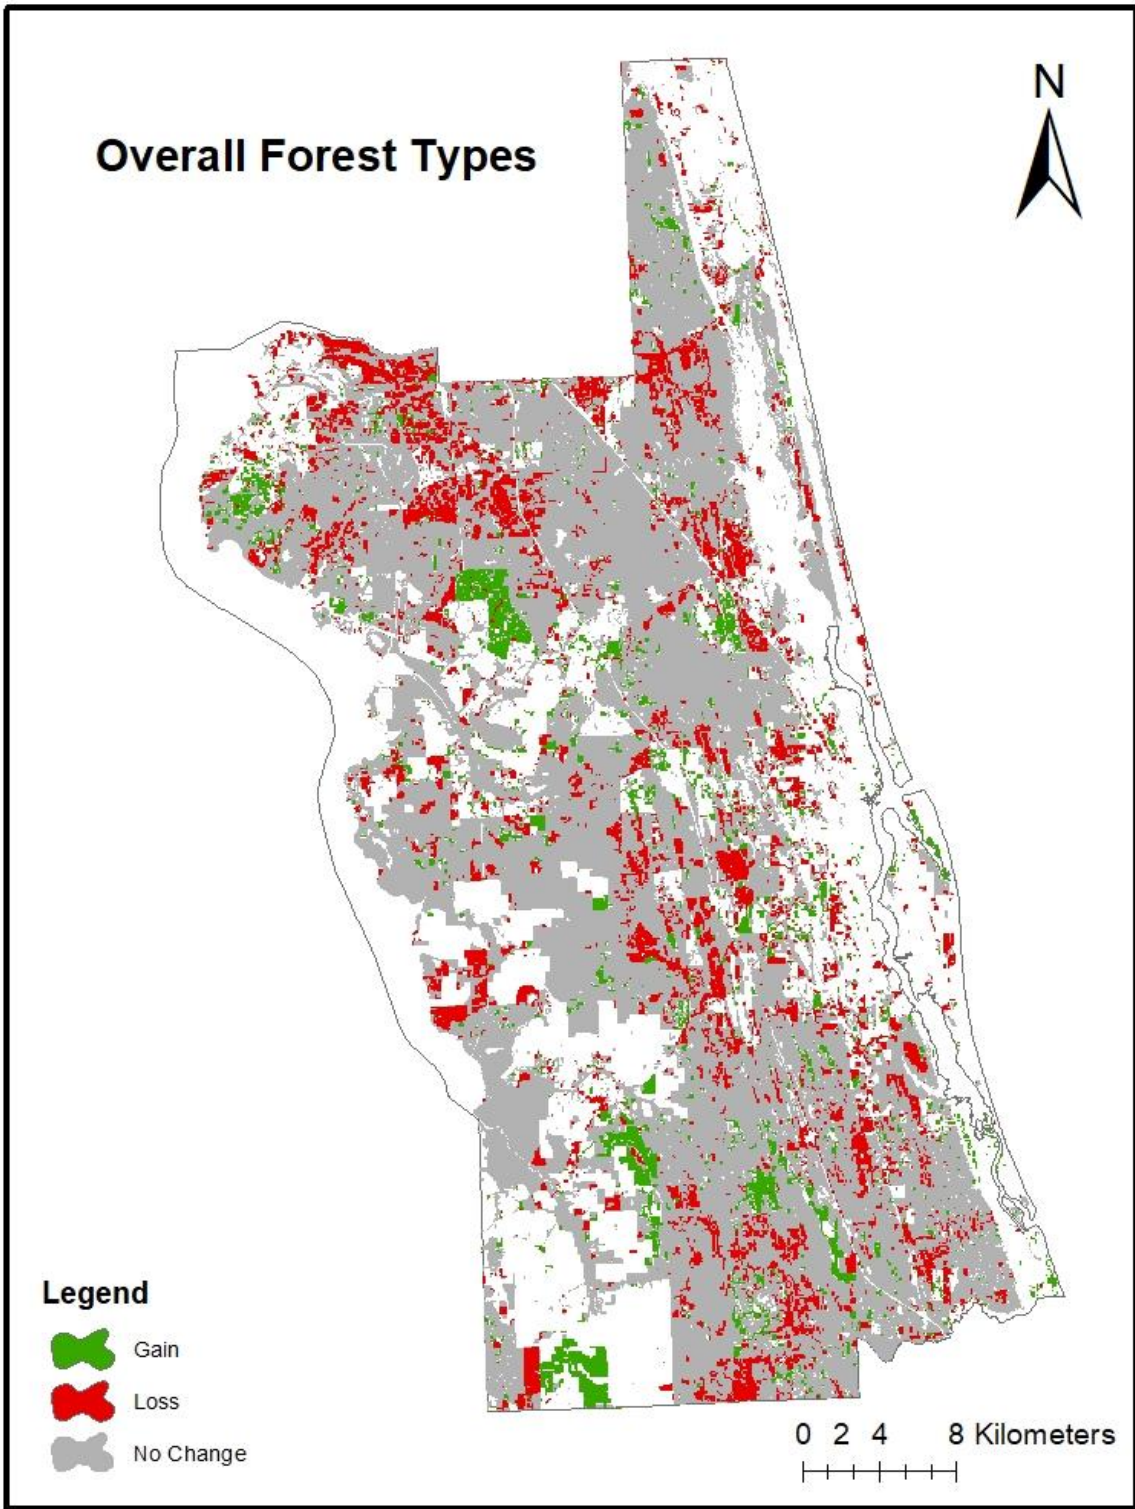 N
Overall Forest Types
Legend
Gain
Loss
No Change
0 2 4 8 Kilometers